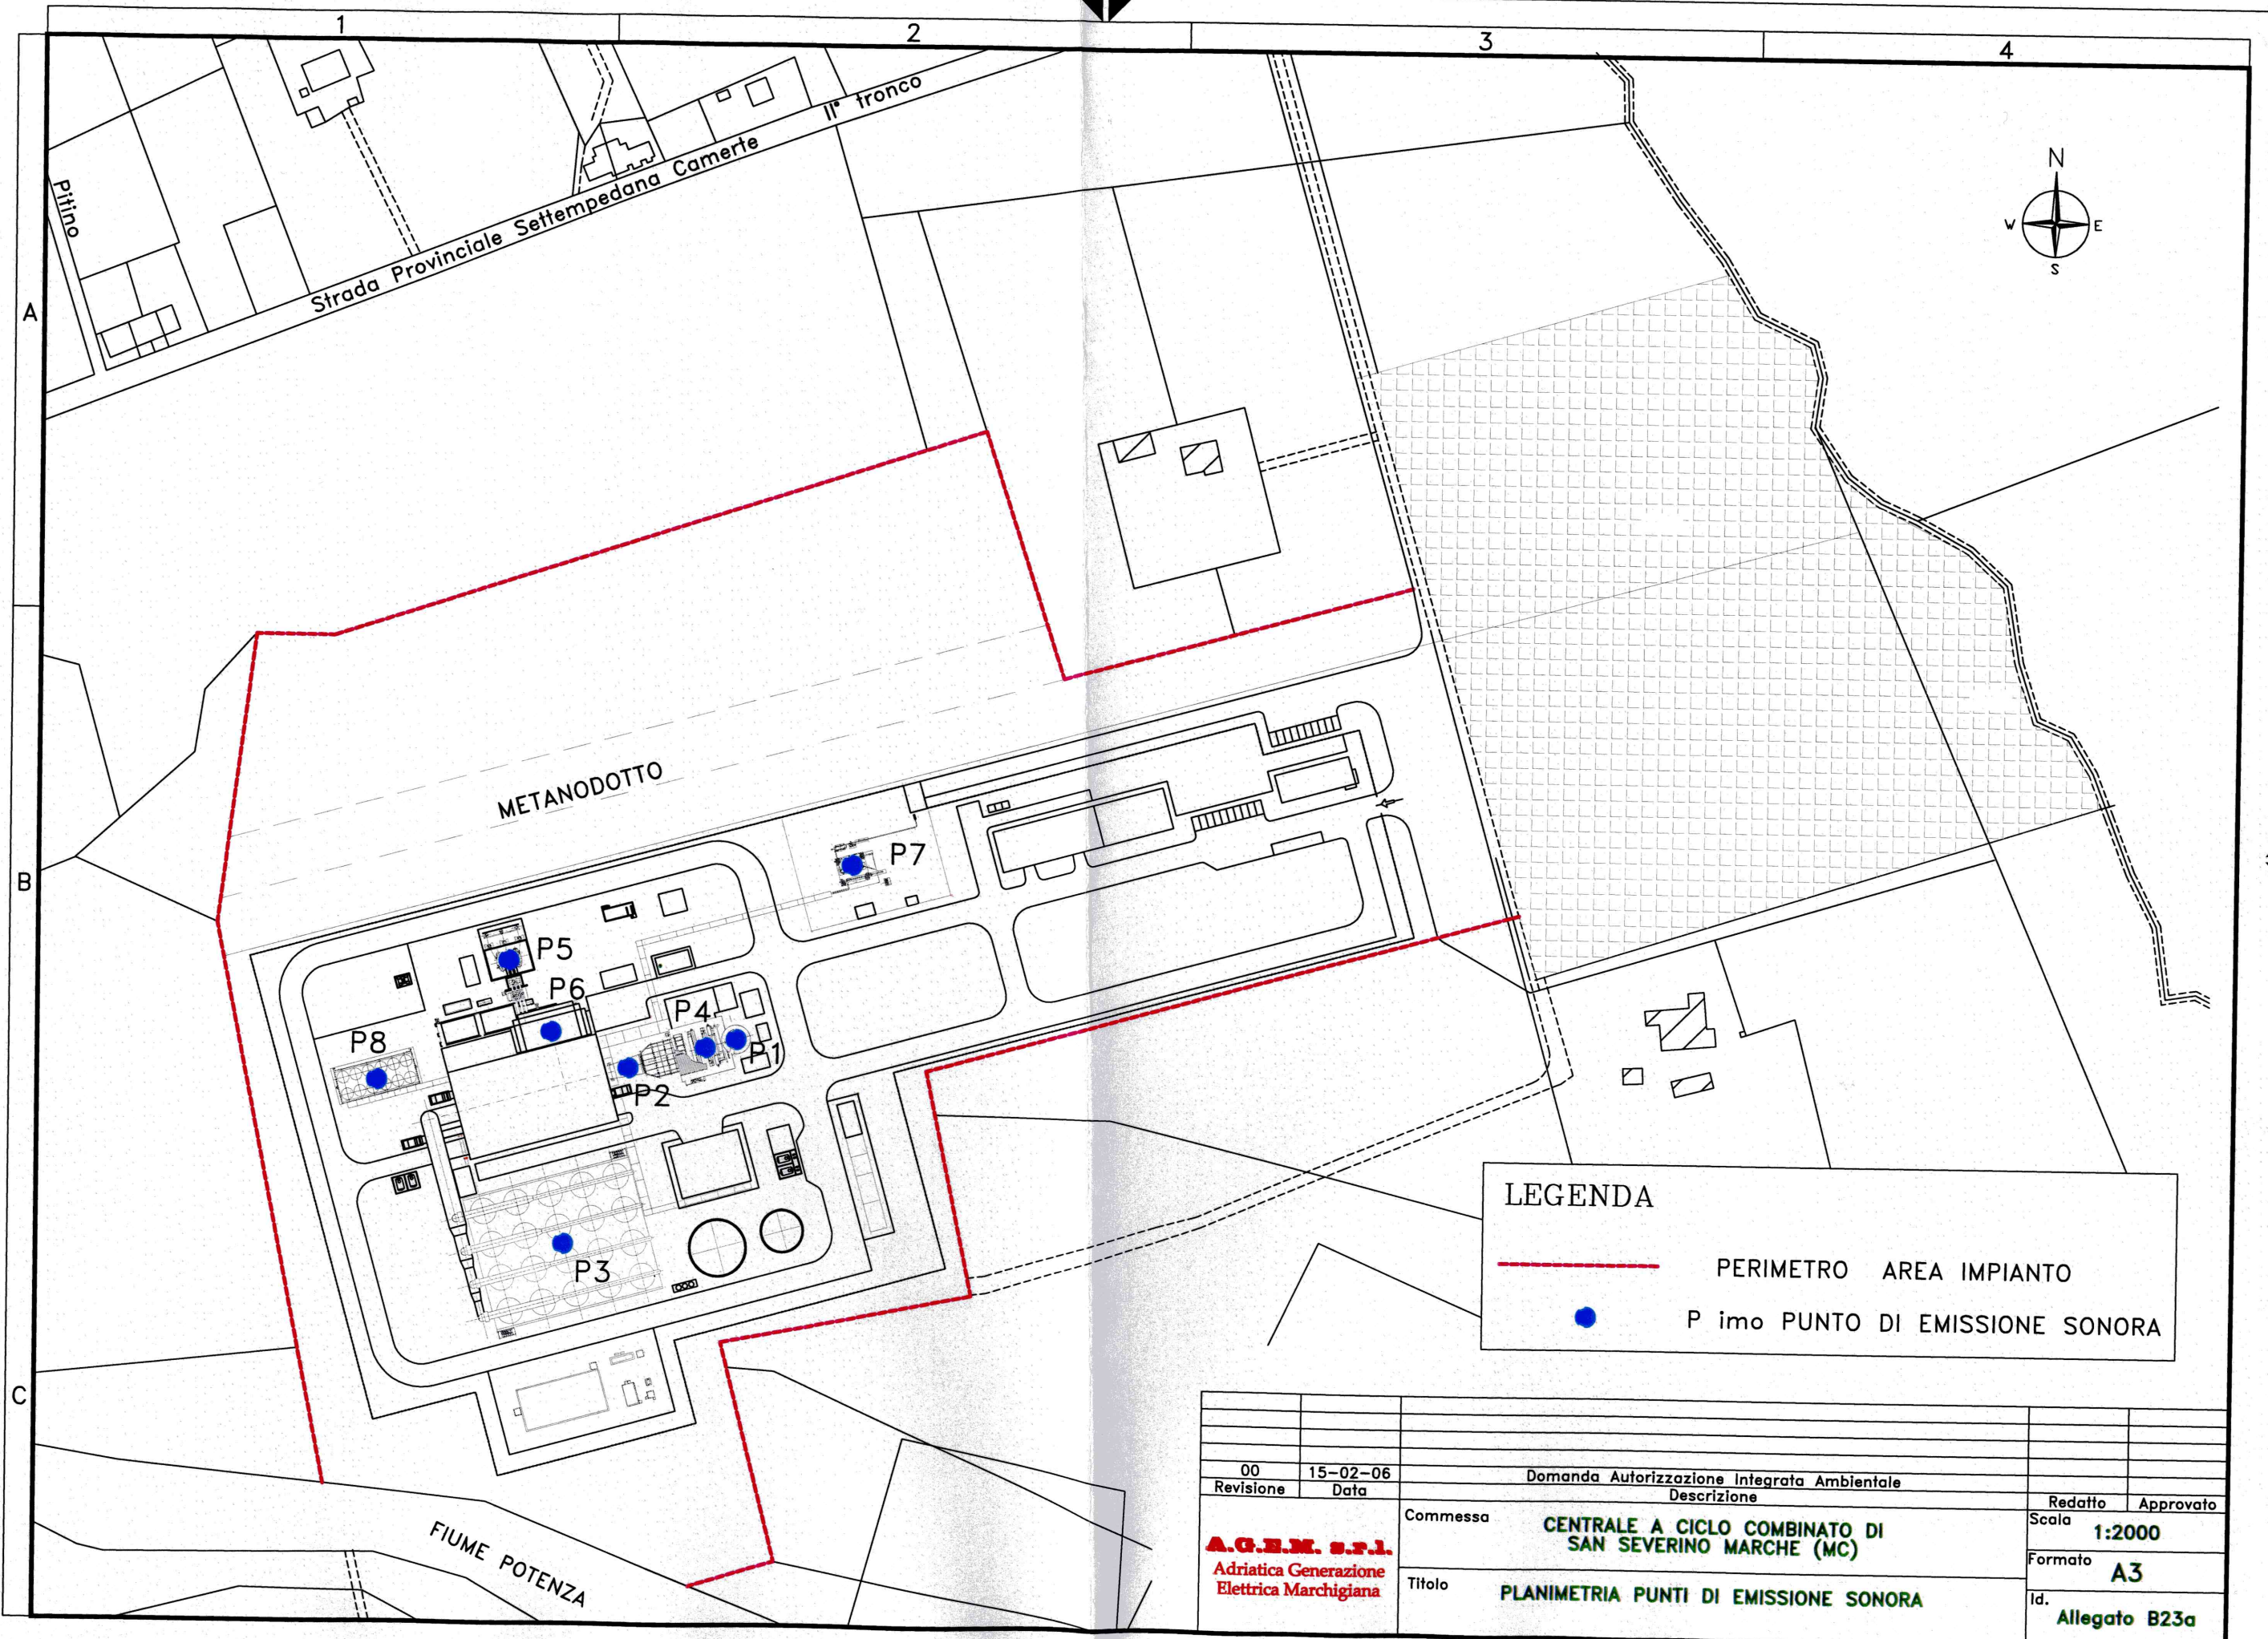 1
2
3
4
A
B
C
Pitino
Strada Provinciale Settempedana Camerte II° tronco
N
W
E
S
METANODOTTO
P7
P5
P6
P4
P8
P1
P2
P3
FIUME POTENZA
LEGENDA
PERIMETRO AREA IMPIANTO
P imo PUNTO DI EMISSIONE SONORA
00 15-02-06 Domanda Autorizzazione Integrata Ambientale
Revisione Data Descrizione Redatto Approvato
A.G.E.M. s.r.l.
Adriatica Generazione
Elettrica Marchigiana
Commessa
CENTRALE A CICLO COMBINATO DI
SAN SEVERINO MARCHE (MC)
Titolo
PLANIMETRIA PUNTI DI EMISSIONE SONORA
Scala
1:2000
Formato
A3
Id.
Allegato B23a